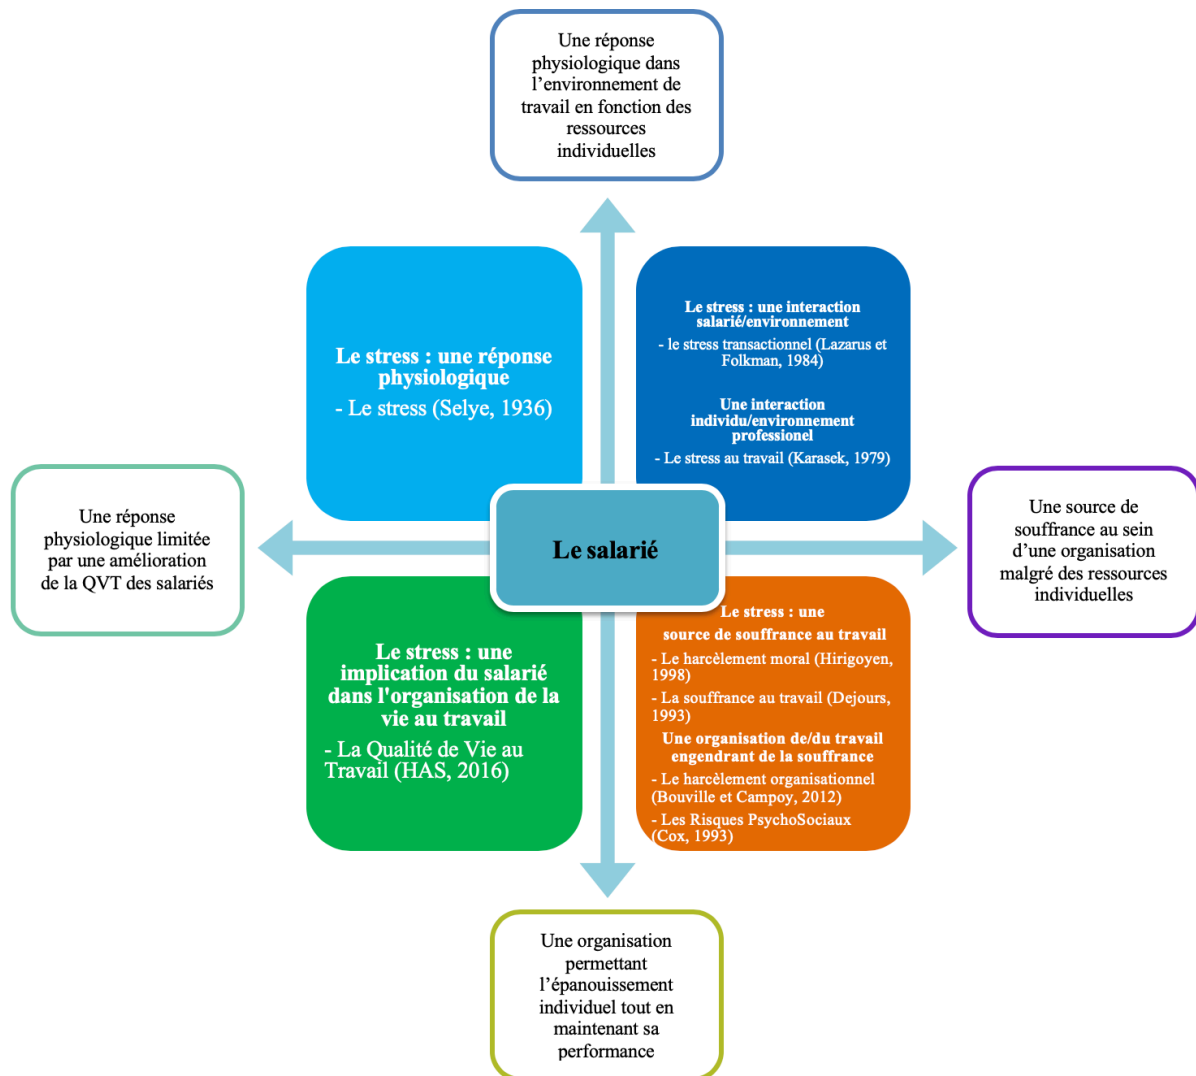 Une réponse
physiologique dans
l’environnement de
travail en fonction des
ressources
individuelles
Le stress : une réponse
physiologique
- Le stress (Selye, 1936)
Le stress : une interaction
salarié/environnement
- le stress transactionnel (Lazarus et
Folkman, 1984)
Une interaction
individu/environnement
professionel
- Le stress au travail (Karasek, 1979)
Une réponse
physiologique limitée
par une amélioration
de la QVT des salariés
Le salarié
Une source de
souffrance au sein
d’une organisation
malgré des ressources
individuelles
Le stress : une
implication du salarié
dans l'organisation de la
vie au travail
- La Qualité de Vie au
Travail (HAS, 2016)
Le stress : une
source de souffrance au travail
- Le harcèlement moral (Hirigoyen,
1998)
- La souffrance au travail (Dejours,
1993)
Une organisation de/du travail
engendrant de la souffrance
- Le harcèlement organisationnel
(Bouville et Campoy, 2012)
- Les Risques PsychoSociaux
(Cox, 1993)
Une organisation
permettant
l’épanouissement
individuel tout en
maintenant sa
performance